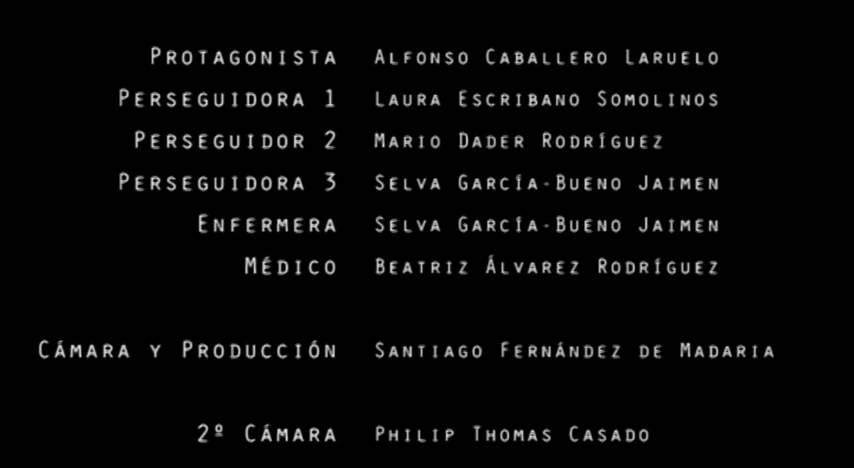 Protagonista Alfonso Caballero Laruelo
Perseguidora 1 Laura Escribano Somolinos
Perseguidor 2 Mario Dader Rodríguez
Perseguidora 3 Selva García-Bueno Jaimen
Enfermera Selva García-Bueno Jaimen
Médico Beatriz Álvarez Rodríguez
Cámara y Producción Santiago Fernández de Madaria
2º Cámara Philip Thomas Casado